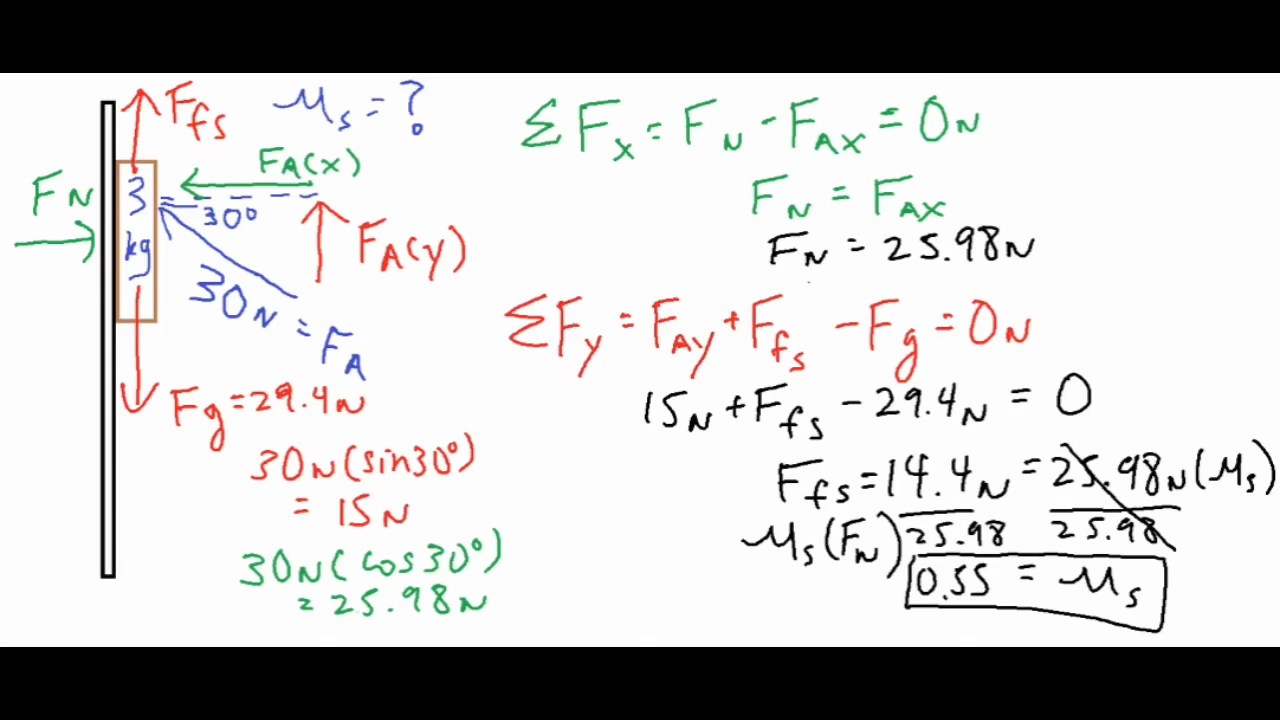 Ffs
μs = ?
FN
3
kg
FA(x)
30°
FA(y)
30N = FA
Fg = 29.4N
30N(sin30°)
= 15N
30N(cos30°)
= 25.98N
ΣFx = FN - FAx = 0N
FN = FAx
FN = 25.98N
ΣFy = FAy + Ffs - Fg = 0N
15N + Ffs - 29.4N = 0
Ffs = 14.4N = 25.98N(μs)
μs(FN) 25.98 25.98
0.55 = μs